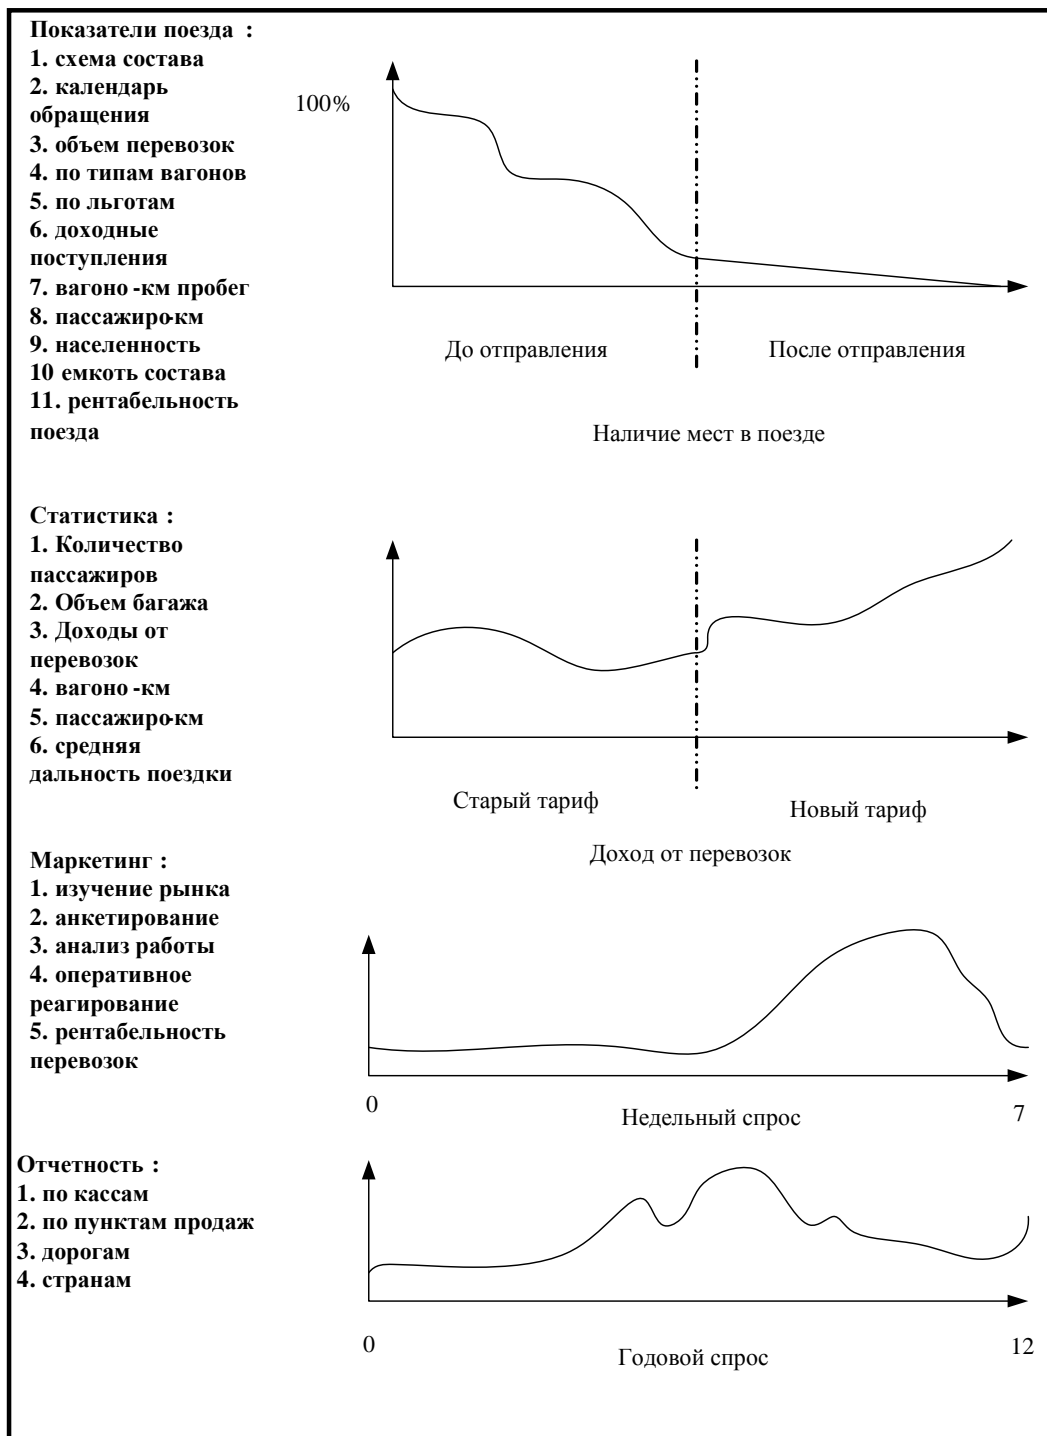 Показатели поезда :
1. схема состава
2. календарь
обращения
3. объем перевозок
4. по типам вагонов
5. по льготам
6. доходные
поступления
7. вагоно -км пробег
8. пассажиро-км
9. населенность
10 емкоть состава
11. рентабельность
поезда
100%
До отправления
После отправления
Наличие мест в поезде
Статистика :
1. Количество
пассажиров
2. Объем багажа
3. Доходы от
перевозок
4. вагоно -км
5. пассажиро-км
6. средняя
дальность поездки
Старый тариф
Новый тариф
Доход от перевозок
Маркетинг :
1. изучение рынка
2. анкетирование
3. анализ работы
4. оперативное
реагирование
5. рентабельность
перевозок
0
Недельный спрос
7
Отчетность :
1. по кассам
2. по пунктам продаж
3. дорогам
4. странам
0
Годовой спрос
12